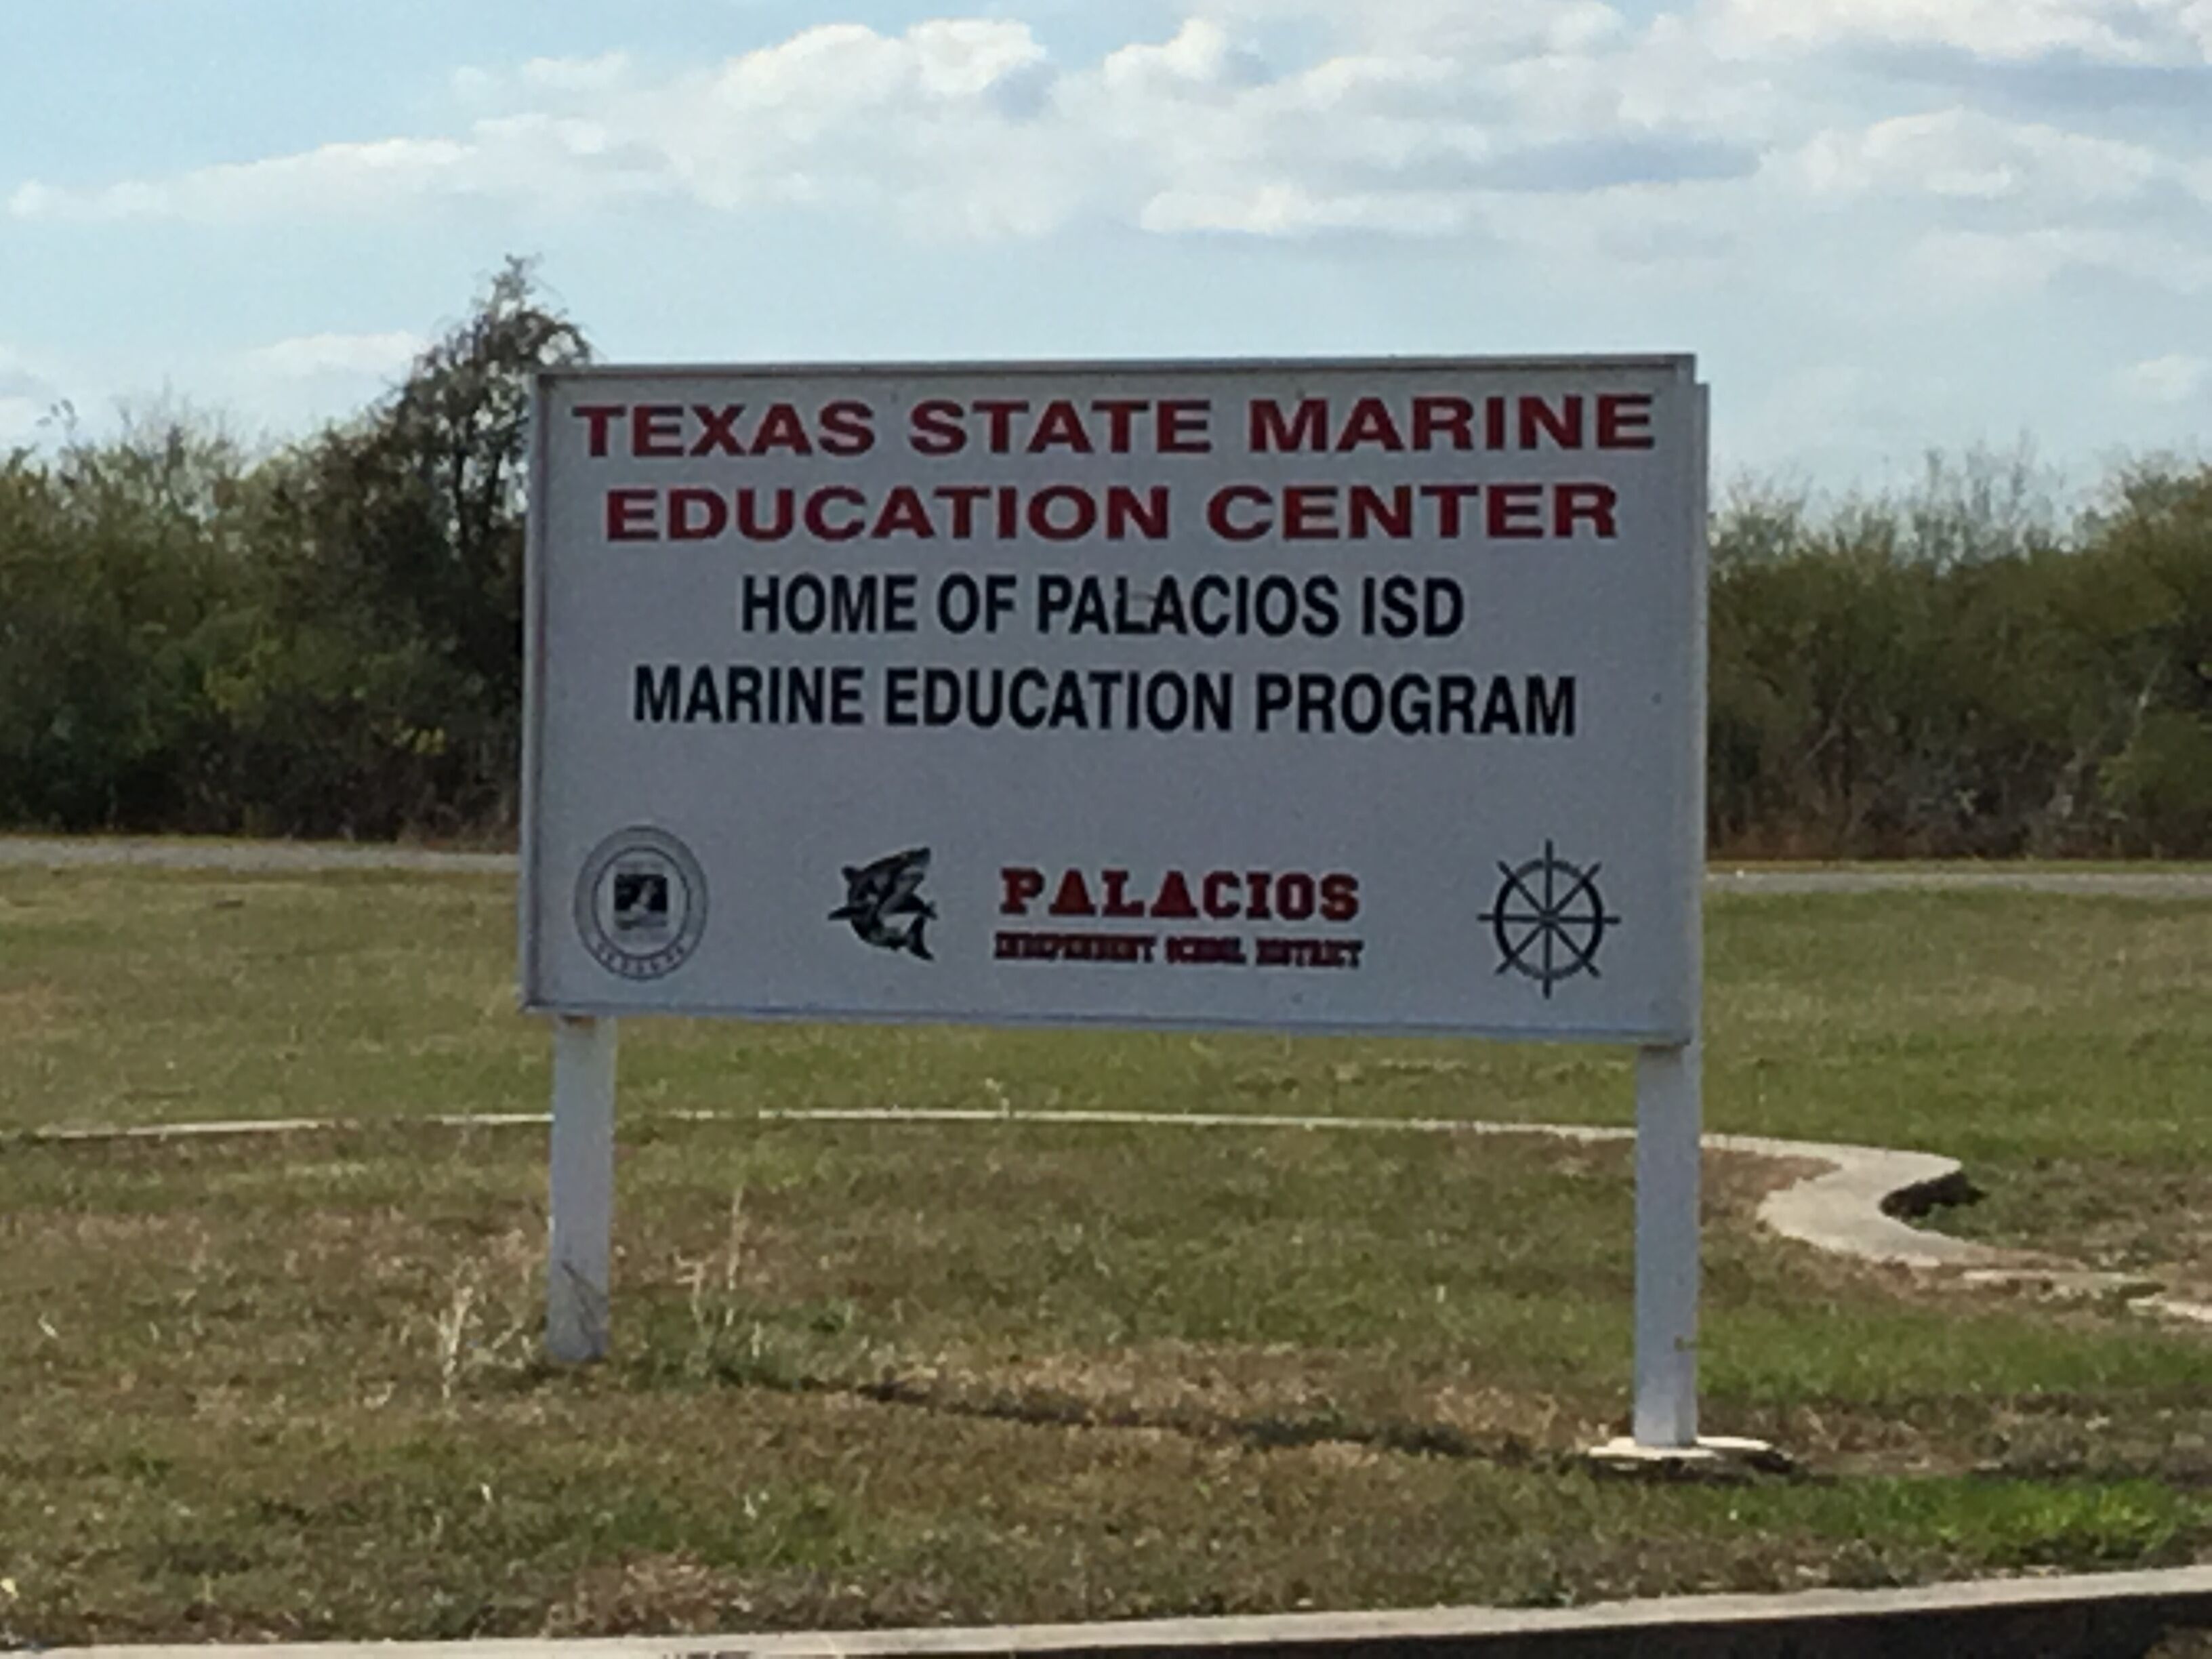 TEXAS STATE MARINE
EDUCATION CENTER
HOME OF PALACIOS ISD
MARINE EDUCATION PROGRAM
PALACIOS
INDEPENDENT SCHOOL DISTRICT